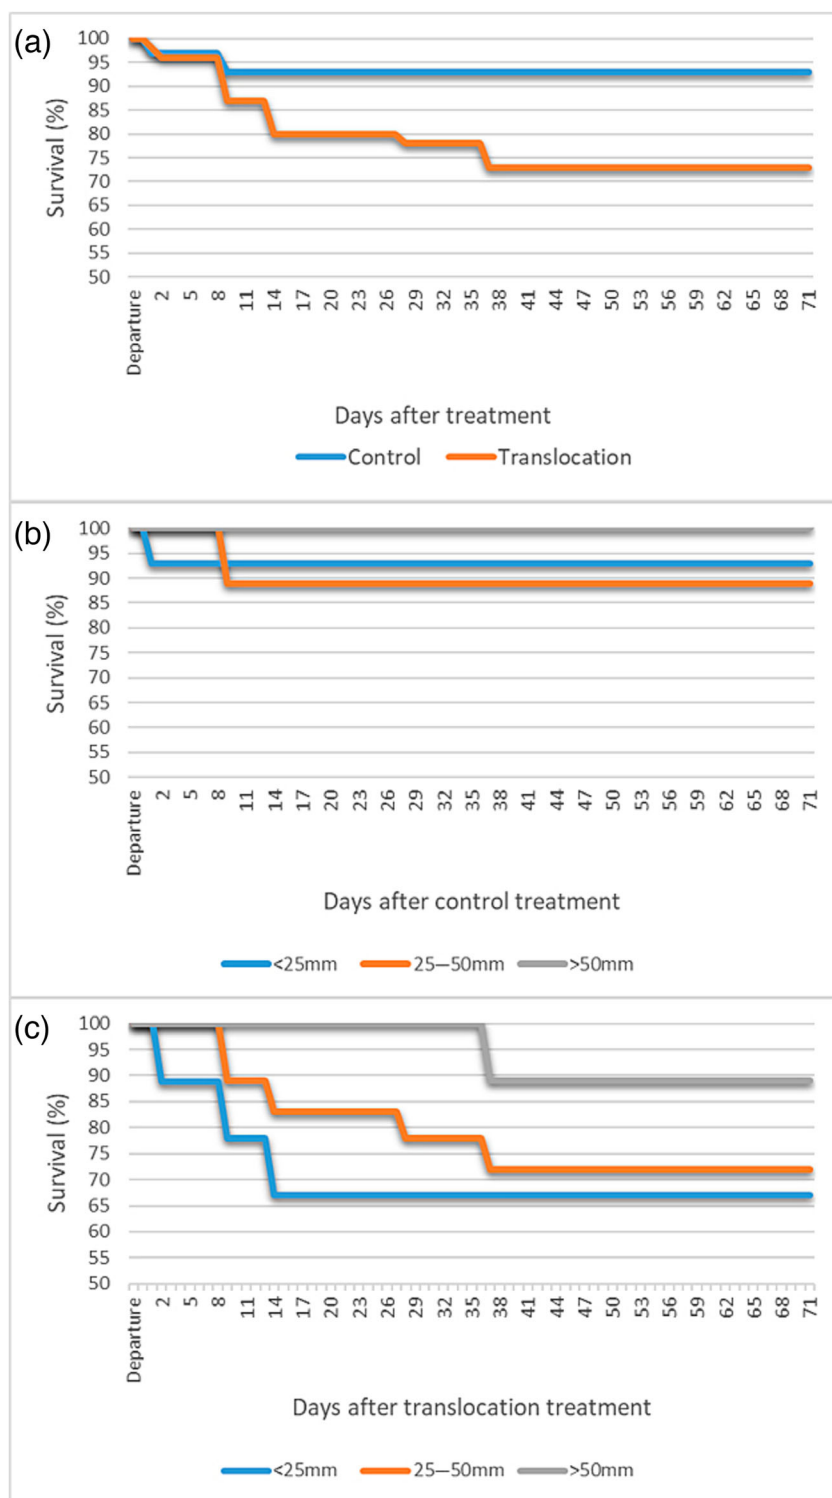 (a)
Survival (%)
100
95
90
85
80
75
70
65
60
55
50
Departure 2 5 8 11 14 17 20 23 26 29 32 35 38 41 44 47 50 53 56 59 62 65 68 71
Days after treatment
Control Translocation
(b)
Survival (%)
100
95
90
85
80
75
70
65
60
55
50
Departure 2 5 8 11 14 17 20 23 26 29 32 35 38 41 44 47 50 53 56 59 62 65 68 71
Days after control treatment
<25mm 25—50mm >50mm
(c)
Survival (%)
100
95
90
85
80
75
70
65
60
55
50
Departure 2 5 8 11 14 17 20 23 26 29 32 35 38 41 44 47 50 53 56 59 62 65 68 71
Days after translocation treatment
<25mm 25—50mm >50mm